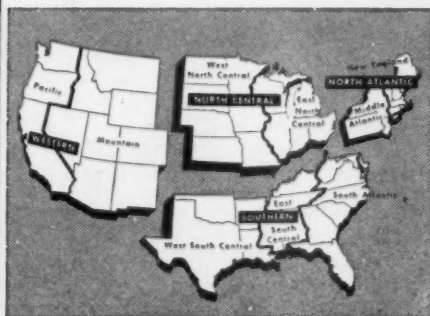 New England
West
North Central
NORTH ATLANTIC
Pacific
NORTH CENTRAL
East
North
Central
Middle
Atlantic
WESTERN
Mountain
South Atlantic
East
SOUTHERN
South
Central
West South Central